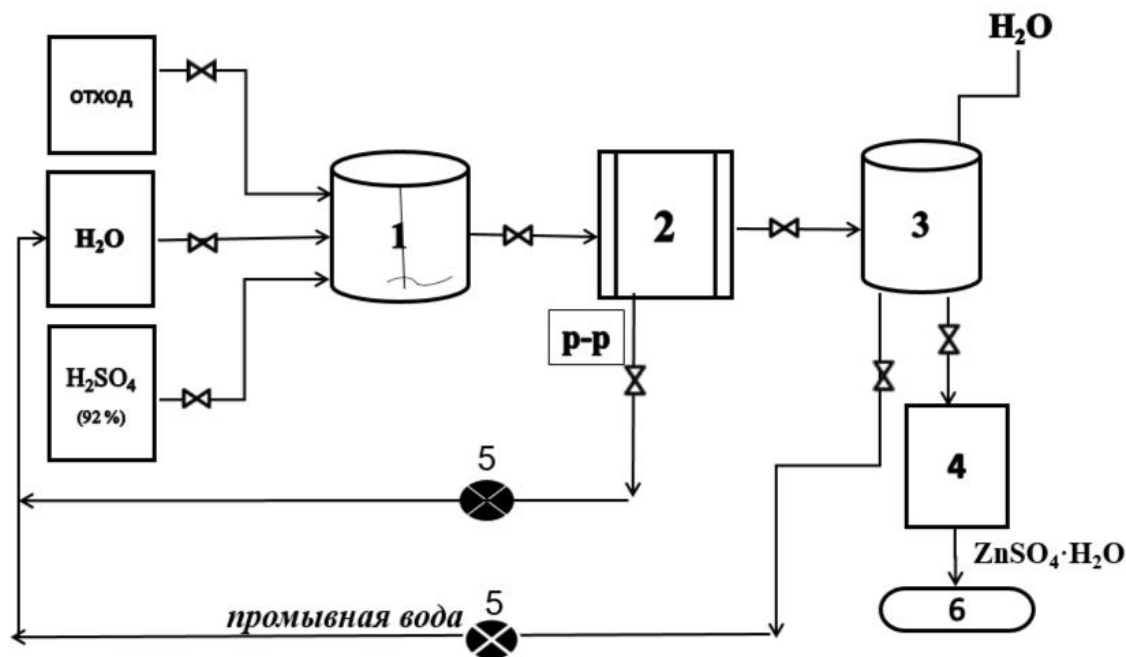 H₂O
отход
H₂O
H₂SO₄
(92 %)
1
2
3
р-р
4
5
ZnSO₄·H₂O
6
5
промывная вода